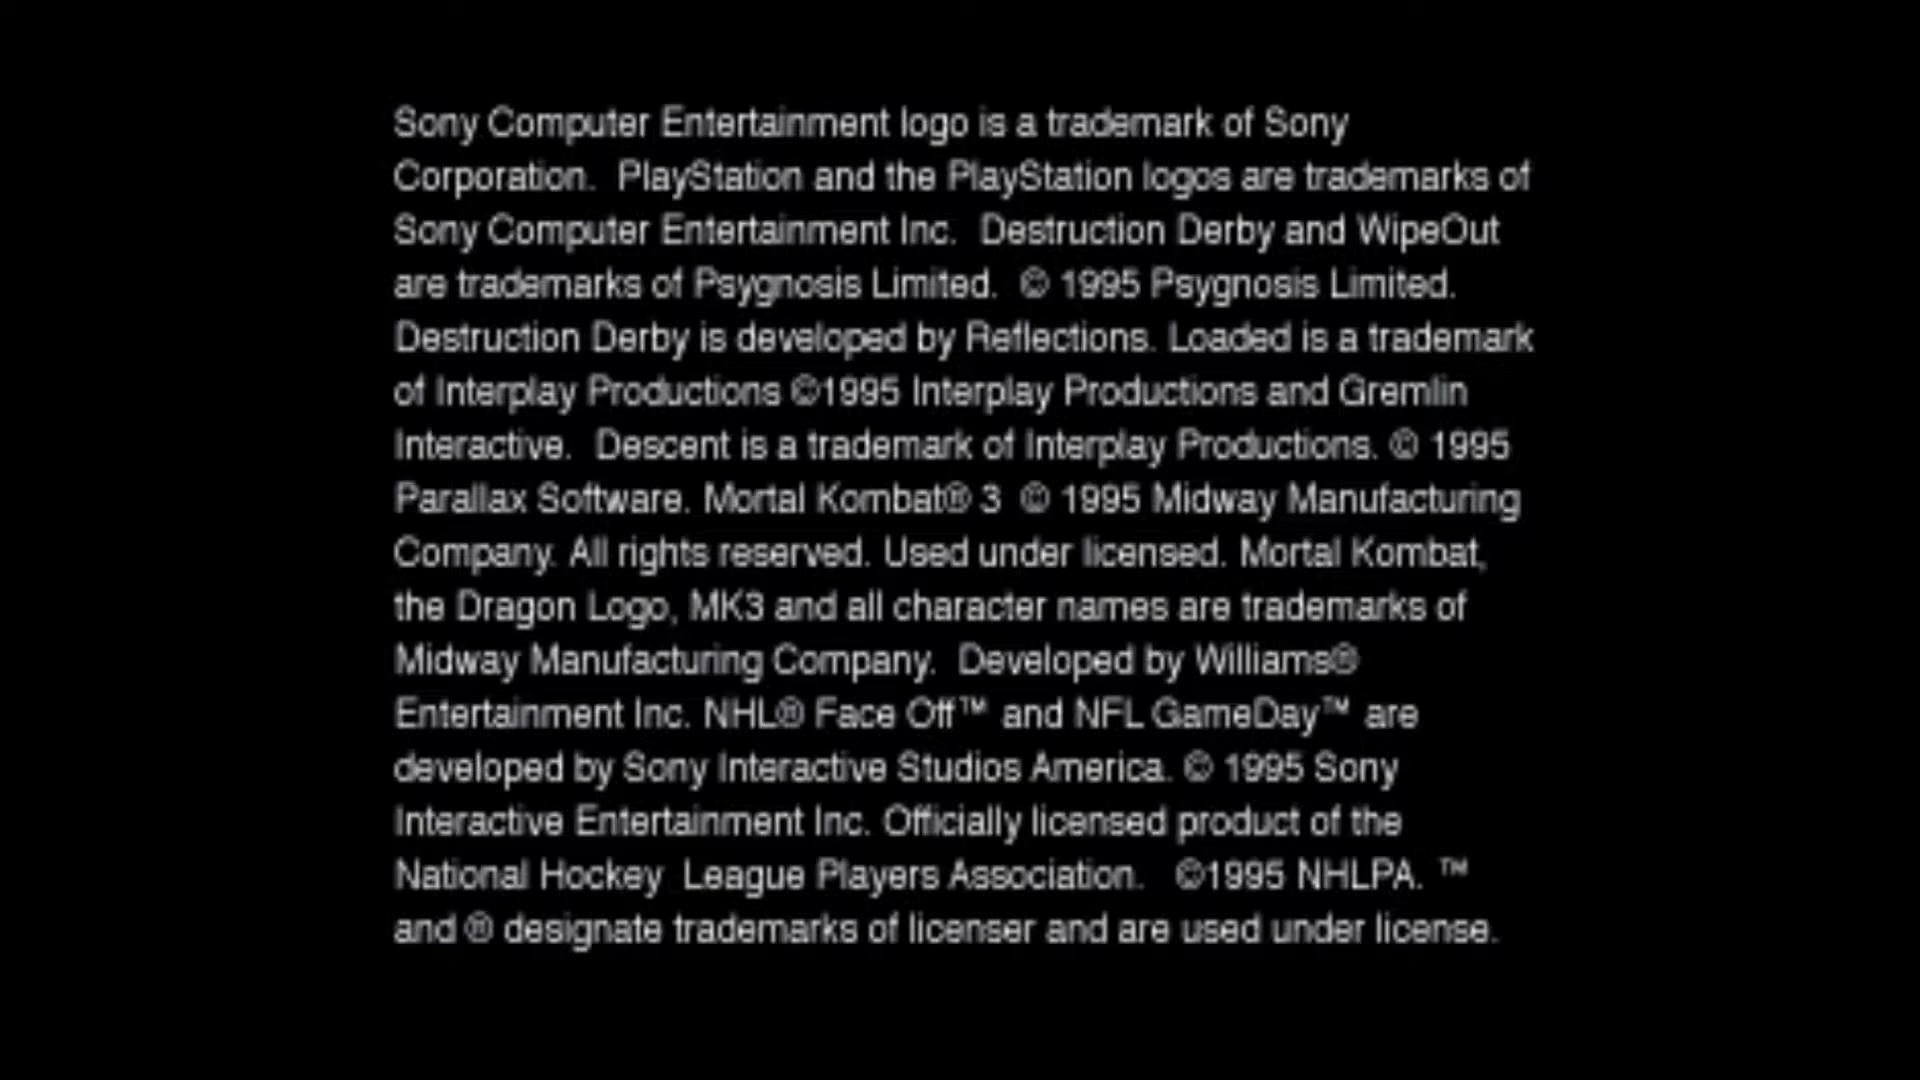 Sony Computer Entertainment logo is a trademark of Sony
Corporation.  PlayStation and the PlayStation logos are trademarks of
Sony Computer Entertainment Inc.  Destruction Derby and WipeOut
are trademarks of Psygnosis Limited.  © 1995 Psygnosis Limited.
Destruction Derby is developed by Reflections. Loaded is a trademark
of Interplay Productions ©1995 Interplay Productions and Gremlin
Interactive.  Descent is a trademark of Interplay Productions. © 1995
Parallax Software. Mortal Kombat® 3  © 1995 Midway Manufacturing
Company. All rights reserved. Used under licensed. Mortal Kombat,
the Dragon Logo, MK3 and all character names are trademarks of
Midway Manufacturing Company.  Developed by Williams®
Entertainment Inc. NHL® Face Off™ and NFL GameDay™ are
developed by Sony Interactive Studios America. © 1995 Sony
Interactive Entertainment Inc. Officially licensed product of the
National Hockey  League Players Association.   ©1995 NHLPA. ™
and ® designate trademarks of licenser and are used under license.